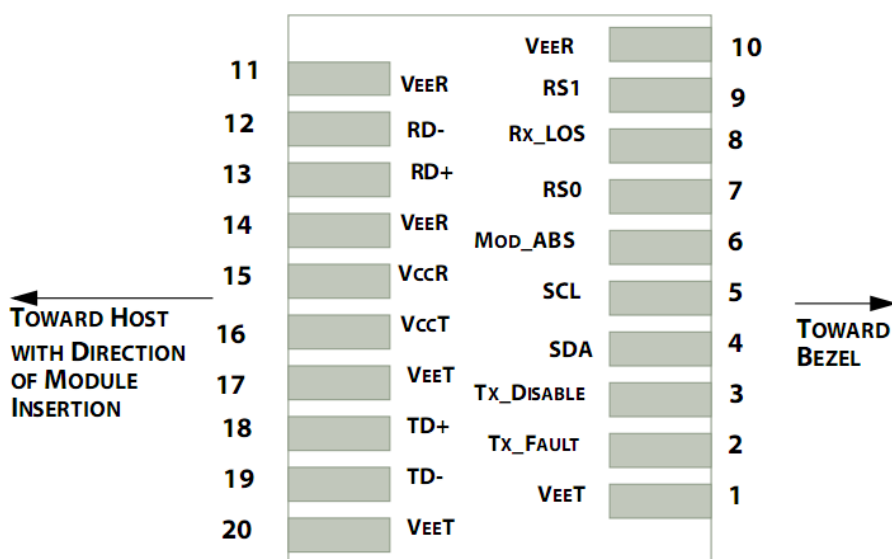 11
VEER
12
RD-
13
RD+
14
VEER
15
VCCR
16
VCCT
17
VEET
18
TD+
19
TD-
20
VEET
VEER
10
RS1
9
RX_LOS
8
RS0
7
MOD_ABS
6
SCL
5
SDA
4
TX_DISABLE
3
TX_FAULT
2
VEET
1
TOWARD HOST
WITH DIRECTION
OF MODULE
INSERTION
TOWARD
BEZEL